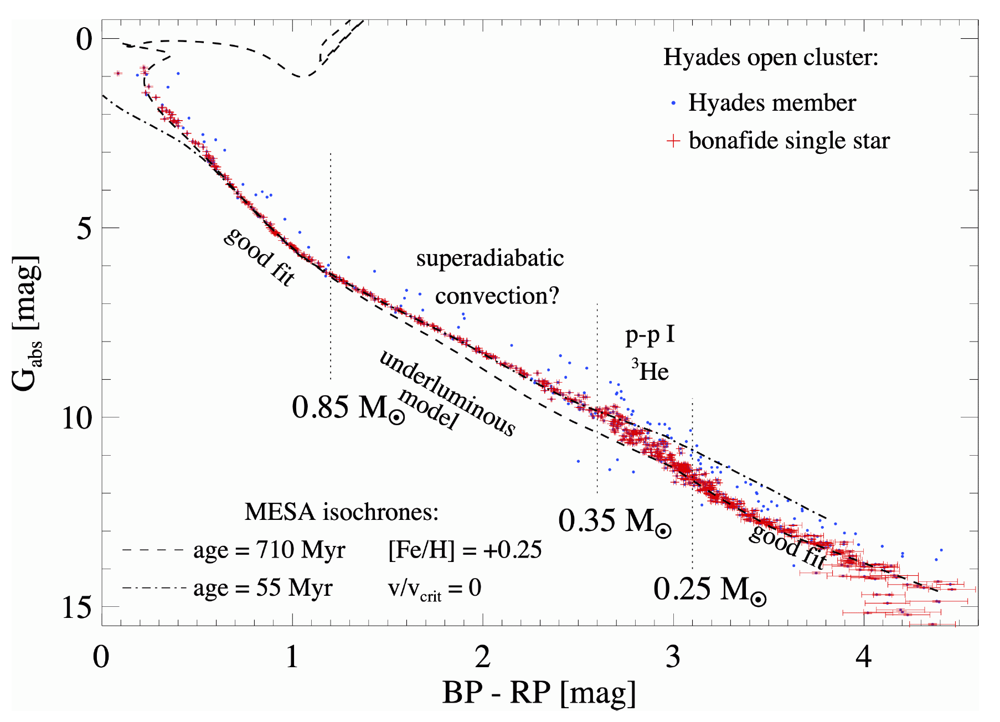 0
5
10
15
G_abs [mag]
Hyades open cluster:
Hyades member
bonafide single star
good fit
superadiabatic
convection?
underluminous
model
p-p I
³He
0.85 M☉
0.35 M☉
0.25 M☉
good fit
MESA isochrones:
age = 710 Myr [Fe/H] = +0.25
age = 55 Myr v/v_crit = 0
0 1 2 3 4
BP - RP [mag]